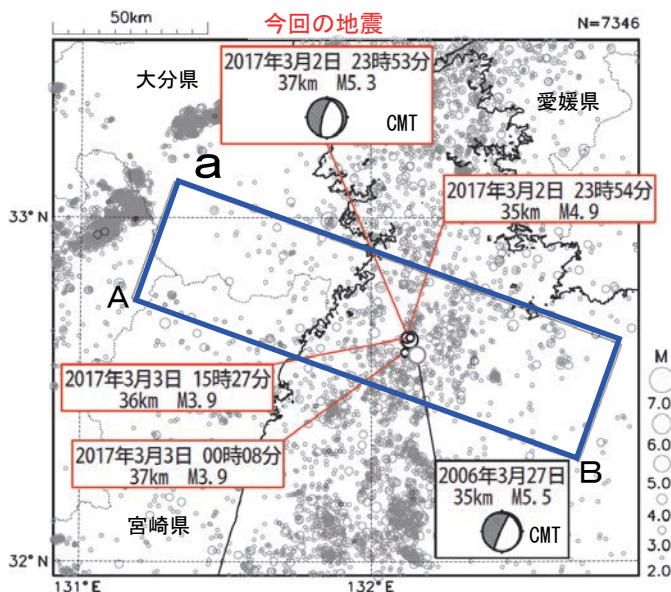 50km
今回の地震
N=7346
大分県
2017年3月2日 23時53分
37km M5.3
CMT
愛媛県
a
2017年3月2日 23時54分
35km M4.9
33°N
A
2017年3月3日 15時27分
36km M3.9
2017年3月3日 00時08分
37km M3.9
B
2006年3月27日
35km M5.5
CMT
宮崎県
M
7.0
6.0
5.0
4.0
3.0
2.0
32°N
131°E
132°E